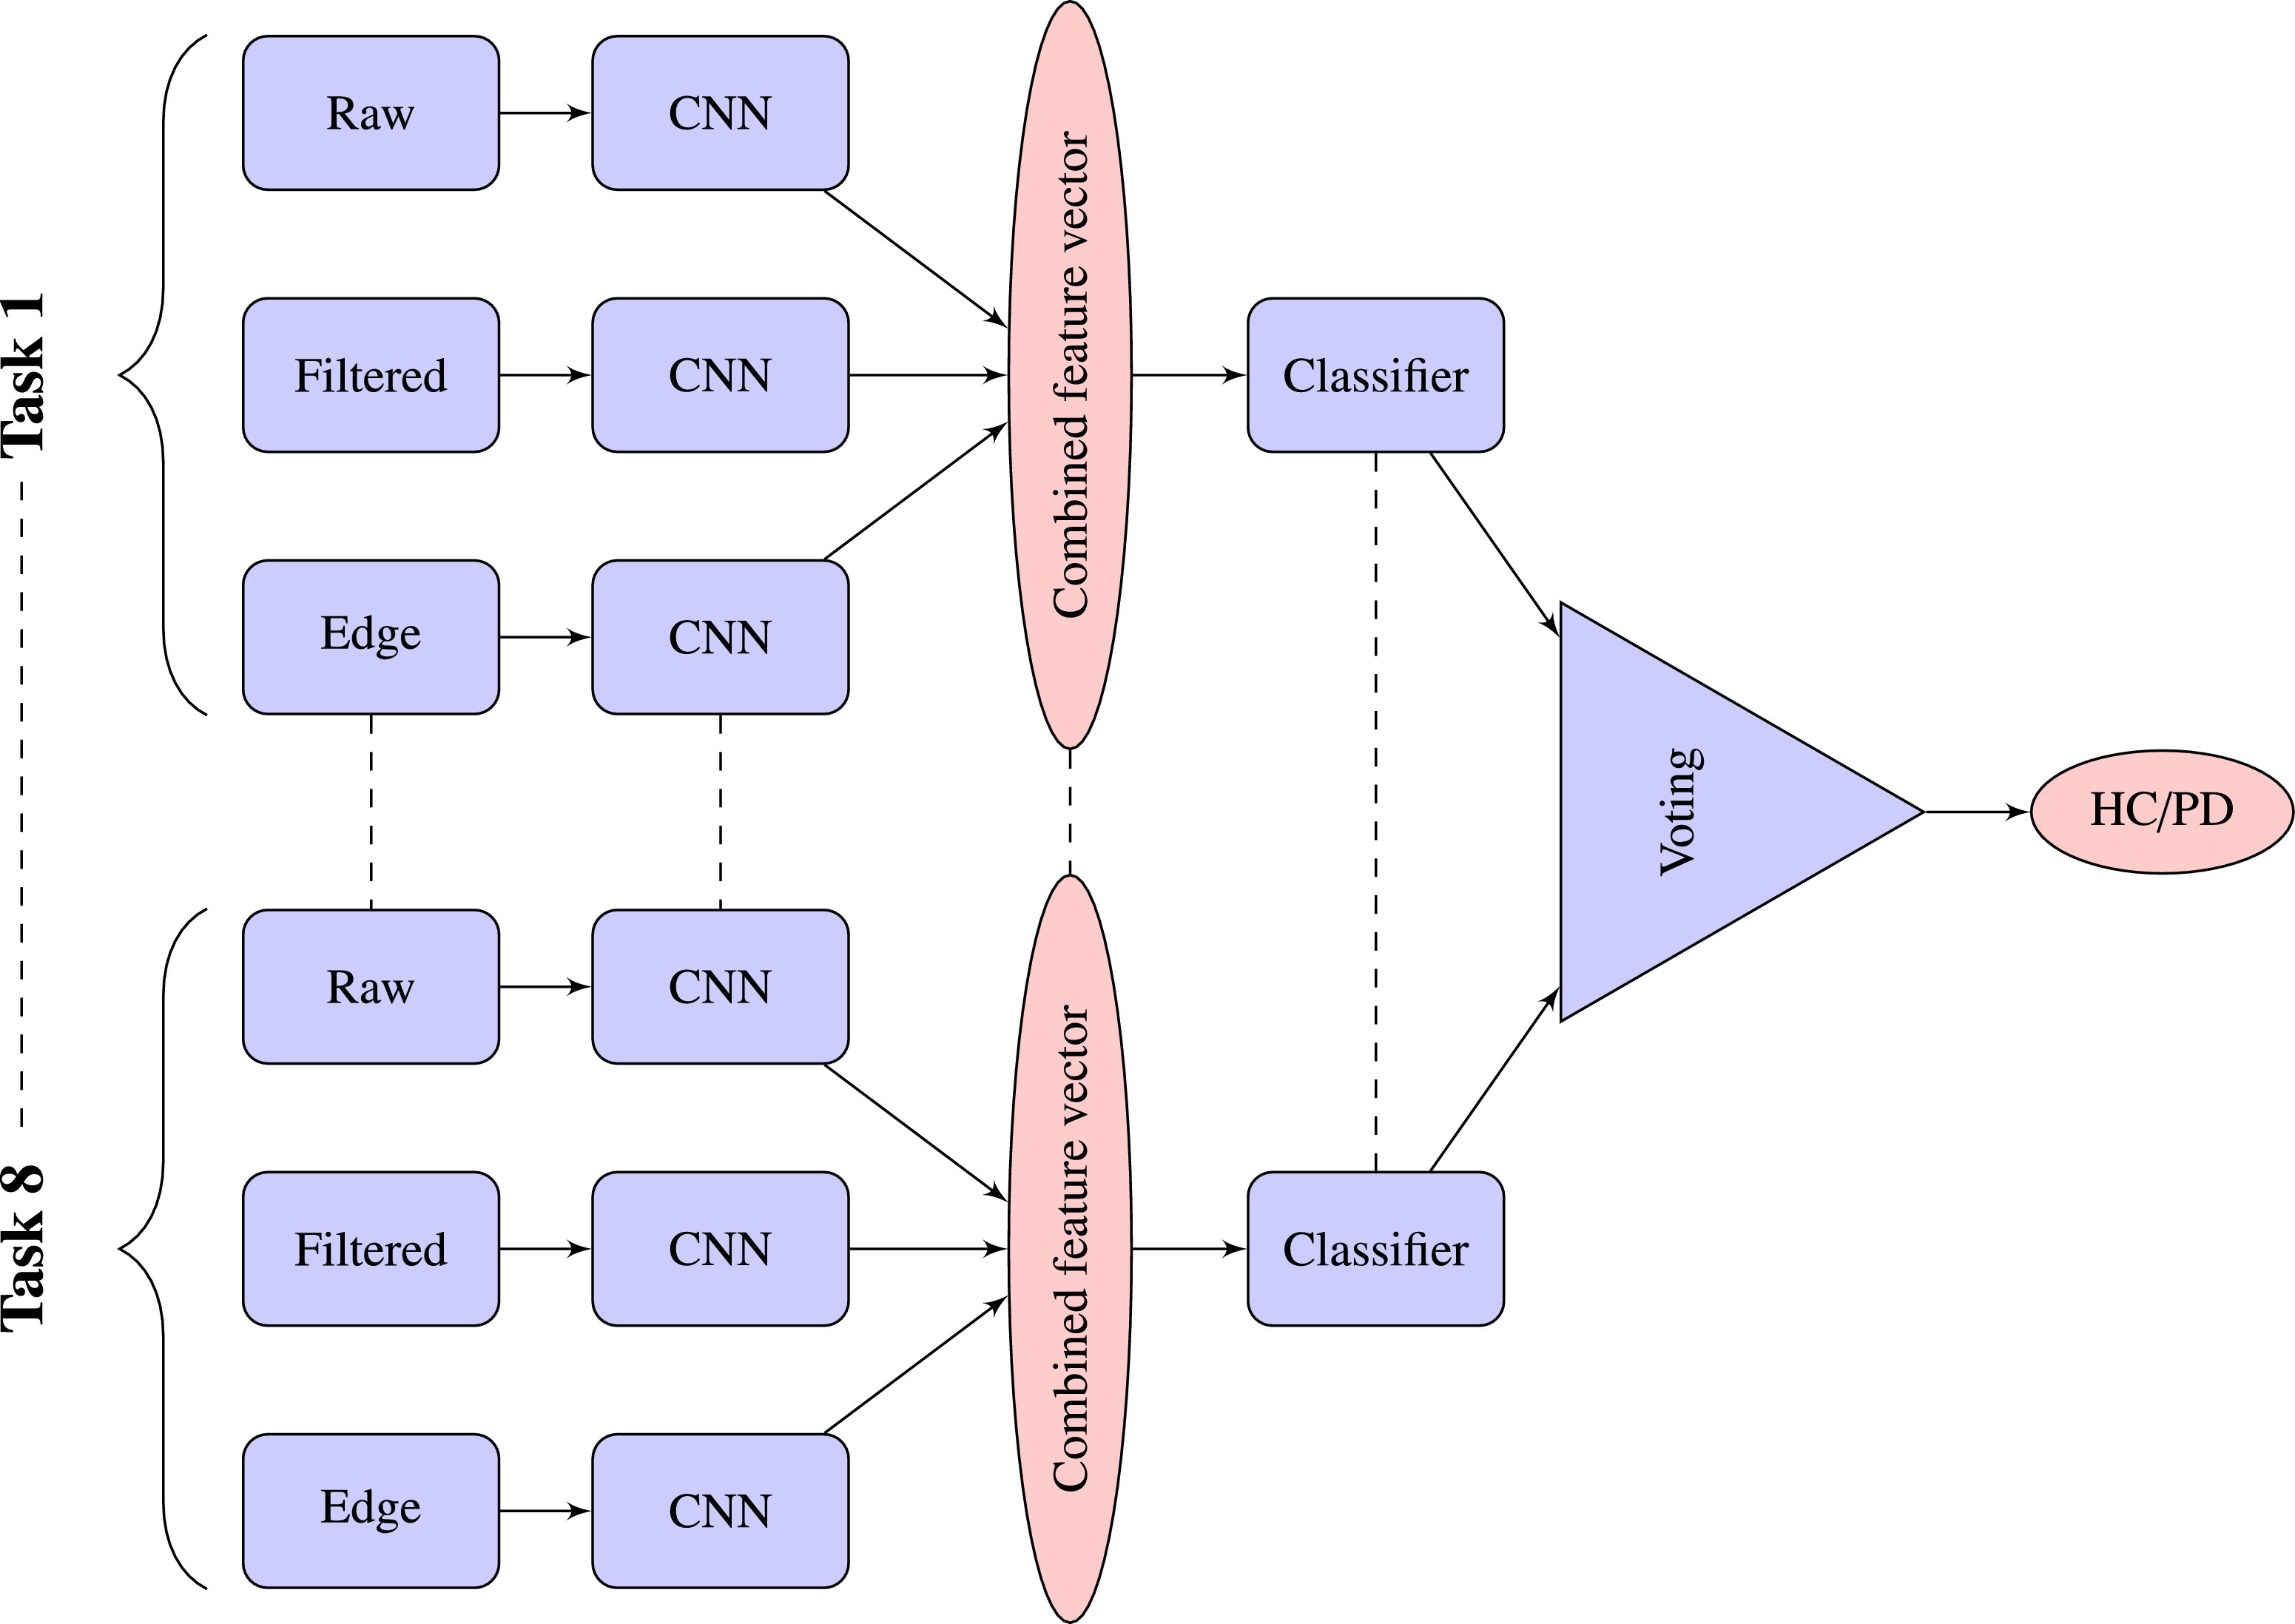 Task 1
Raw
CNN
Filtered
CNN
Edge
CNN
Combined feature vector
Classifier
Task 8
Raw
CNN
Filtered
CNN
Edge
CNN
Combined feature vector
Classifier
Voting
HC/PD